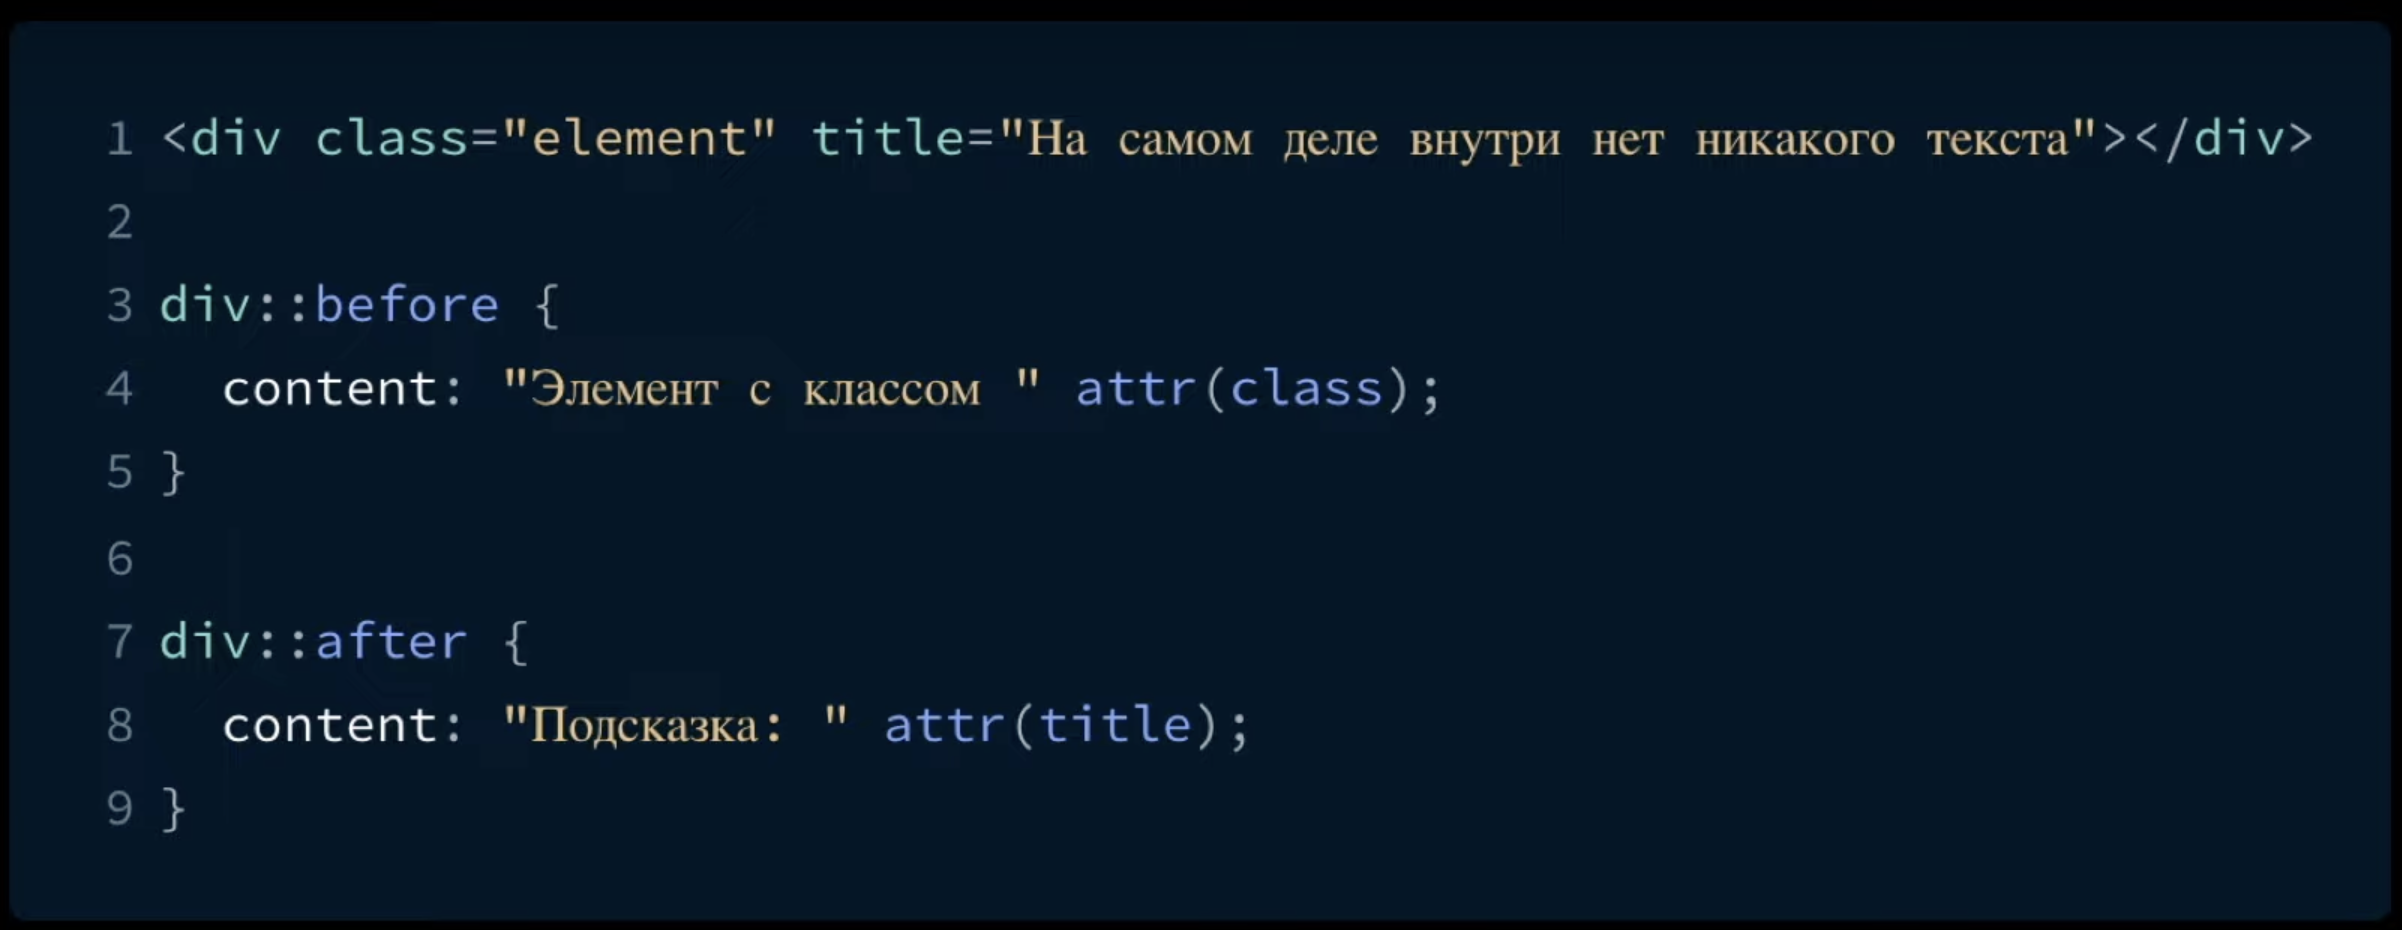 1 <div class="element" title="На самом деле внутри нет никакого текста"></div>
2
3 div::before {
4   content: "Элемент с классом " attr(class);
5 }
6
7 div::after {
8   content: "Подсказка: " attr(title);
9 }